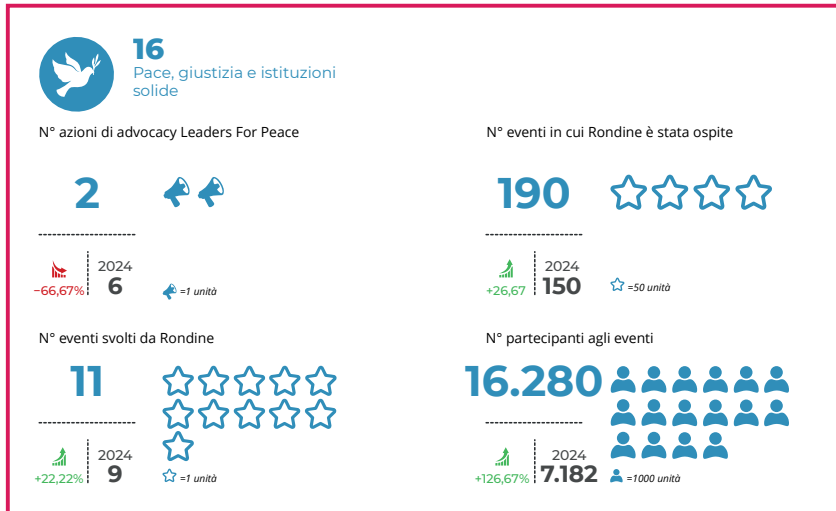 16
Pace, giustizia e istituzioni
solide
N° azioni di advocacy Leaders For Peace
2
−66,67%
2024
6
=1 unità
N° eventi in cui Rondine è stata ospite
190
+26,67
2024
150
=50 unità
N° eventi svolti da Rondine
11
+22,22%
2024
9
=1 unità
N° partecipanti agli eventi
16.280
+126,67%
2024
7.182
=1000 unità